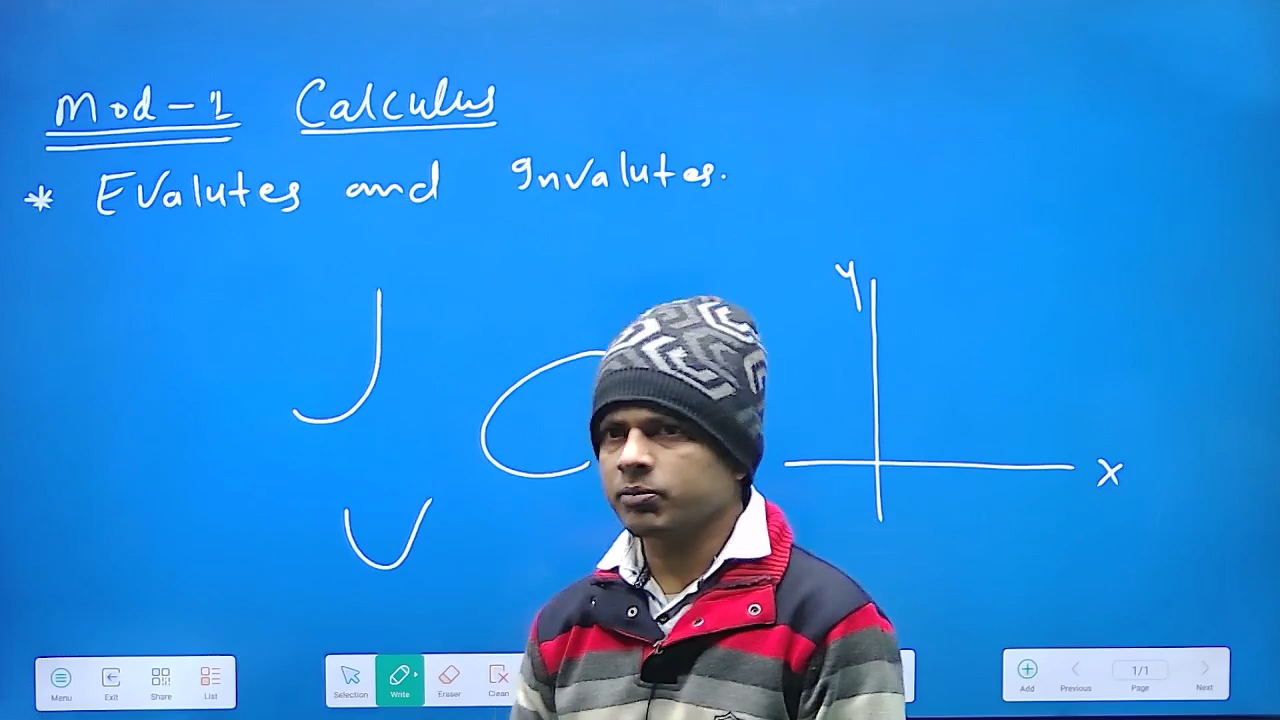 Mod-1 Calculus
* Evalutes and Invalutes.
Y
X
Menu Exit Share List
Selection Write Eraser Clean
Add Previous 1/1 Page Next